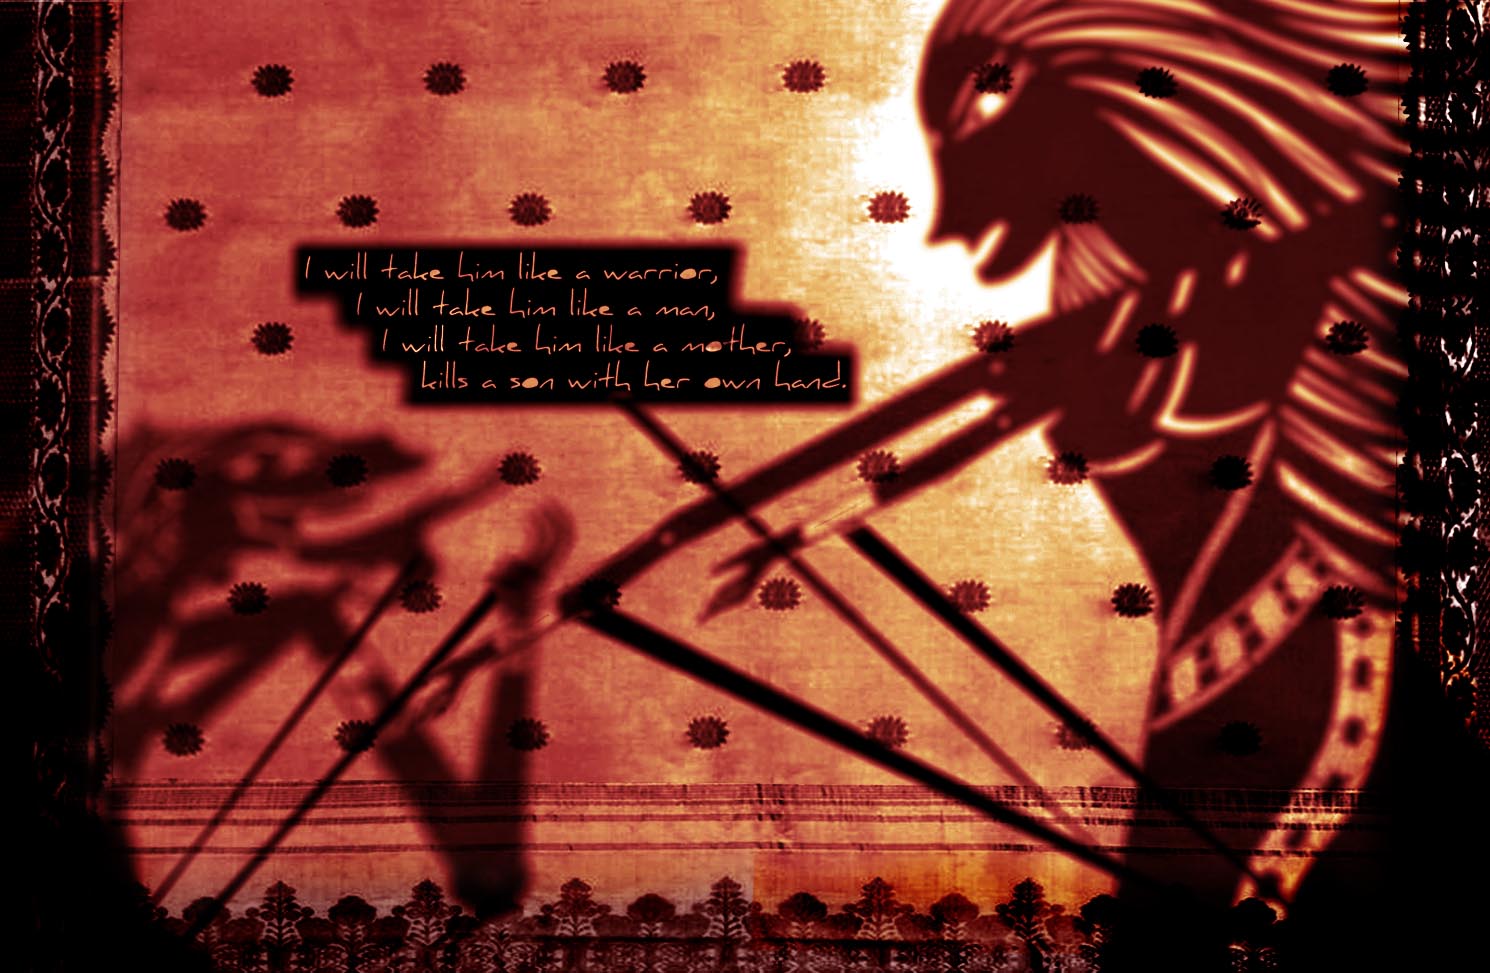 I will take him like a warrior,
I will take him like a man,
I will take him like a mother,
kills a son with her own hand.